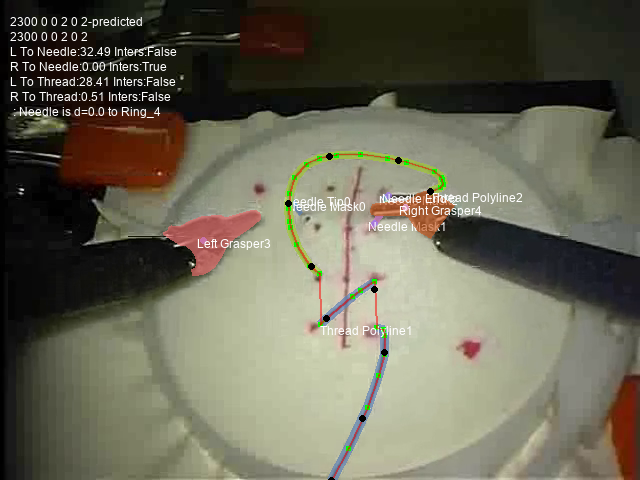 2300 0 0 2 0 2-predicted
2300 0 0 2 0 2
L To Needle:32.49 Inters:False
R To Needle:0.00 Inters:True
L To Thread:28.41 Inters:False
R To Thread:0.51 Inters:False
: Needle is d=0.0 to Ring_4
Needle End2 Thread Polyline2
Needle Tip0
Needle Mask0
Right Grasper4
Needle Mask1
Left Grasper3
Thread Polyline1